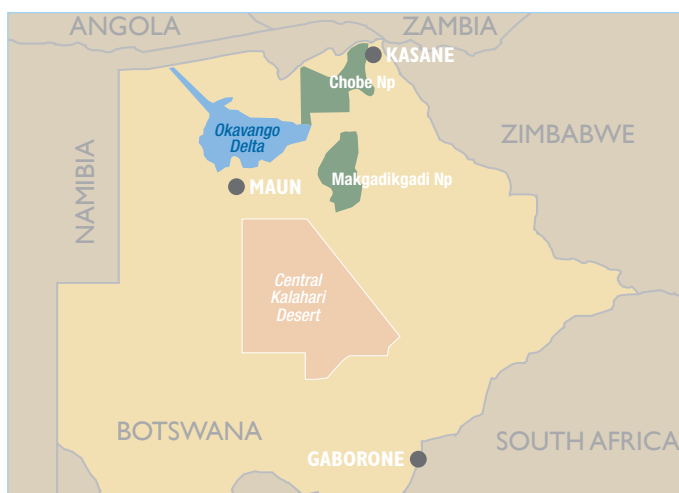 ANGOLA
ZAMBIA
KASANE
Chobe Np
Okavango
Delta
ZIMBABWE
NAMIBIA
MAUN
Makgadikgadi Np
Central
Kalahari
Desert
BOTSWANA
SOUTH AFRICA
GABORONE